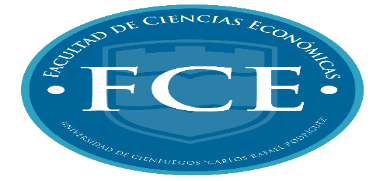 FACULTAD DE CIENCIAS ECONÓMICAS
FCE
UNIVERSIDAD DE CIENFUEGOS "CARLOS RAFAEL RODRÍGUEZ"